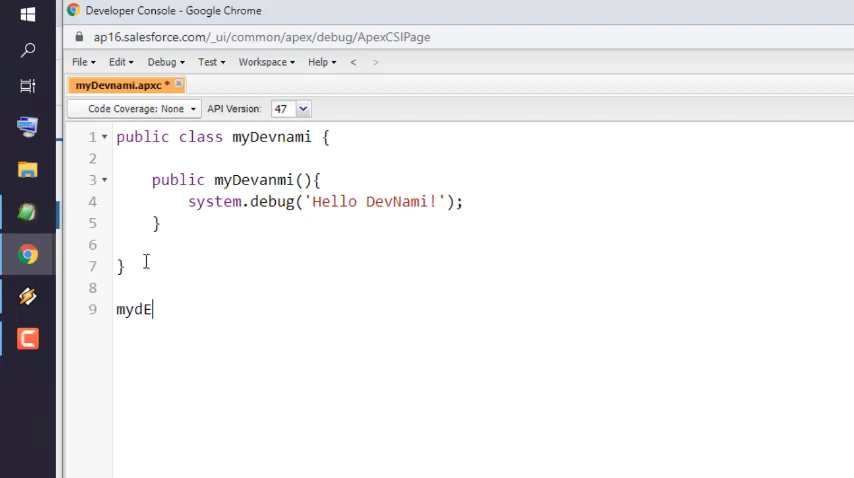 Developer Console - Google Chrome
ap16.salesforce.com/_ui/common/apex/debug/ApexCSIPage
File Edit Debug Test Workspace Help < >
myDevnami.apxc *
Code Coverage: None API Version: 47
1 public class myDevnami {
2
3 public myDevanmi(){
4 system.debug('Hello DevNami!');
5 }
6
7 }
8
9 mydE